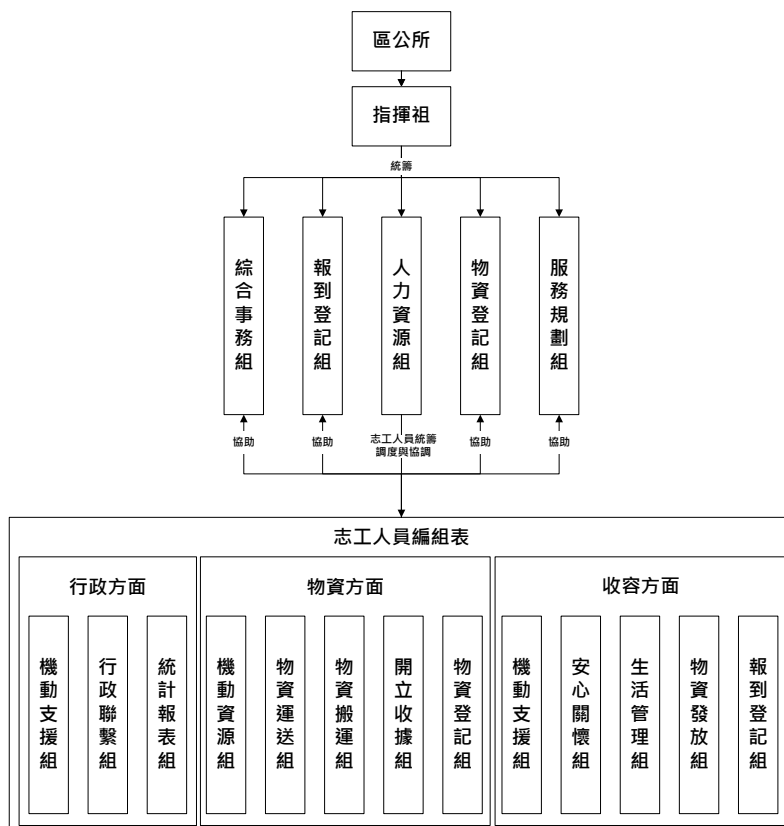 區公所
指揮祖
統籌
綜合事務組
報到登記組
人力資源組
物資登記組
服務規劃組
協助
協助
志工人員統籌
調度與協調
協助
協助
志工人員編組表
行政方面
機動支援組
行政聯繫組
統計報表組
物資方面
機動資源組
物資運送組
物資搬運組
開立收據組
物資登記組
收容方面
機動支援組
安心關懷組
生活管理組
物資發放組
報到登記組